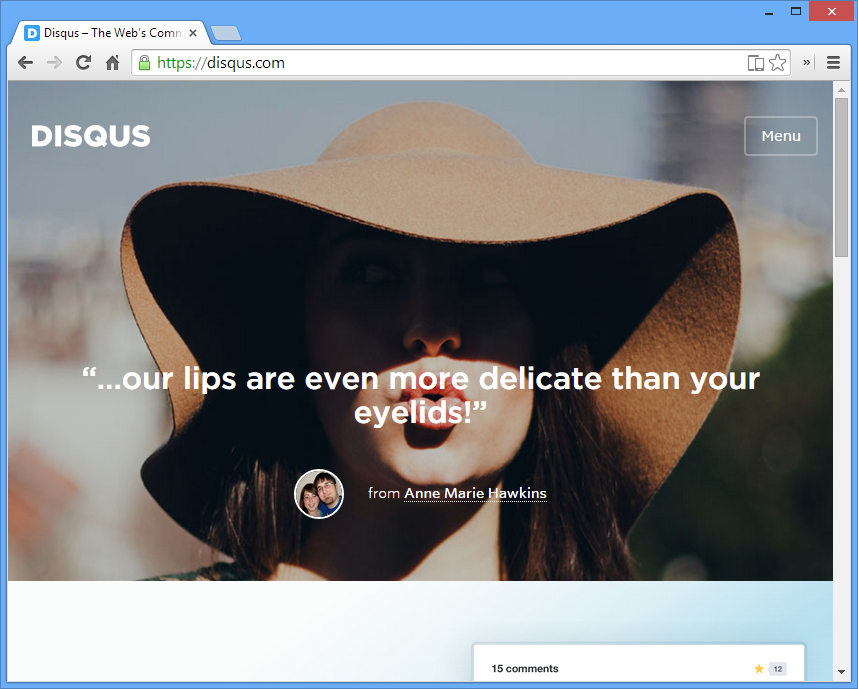 D Disqus – The Web's Comn
https://disqus.com
DISQUS
Menu
“...our lips are even more delicate than your
eyelids!”
from Anne Marie Hawkins
15 comments
12